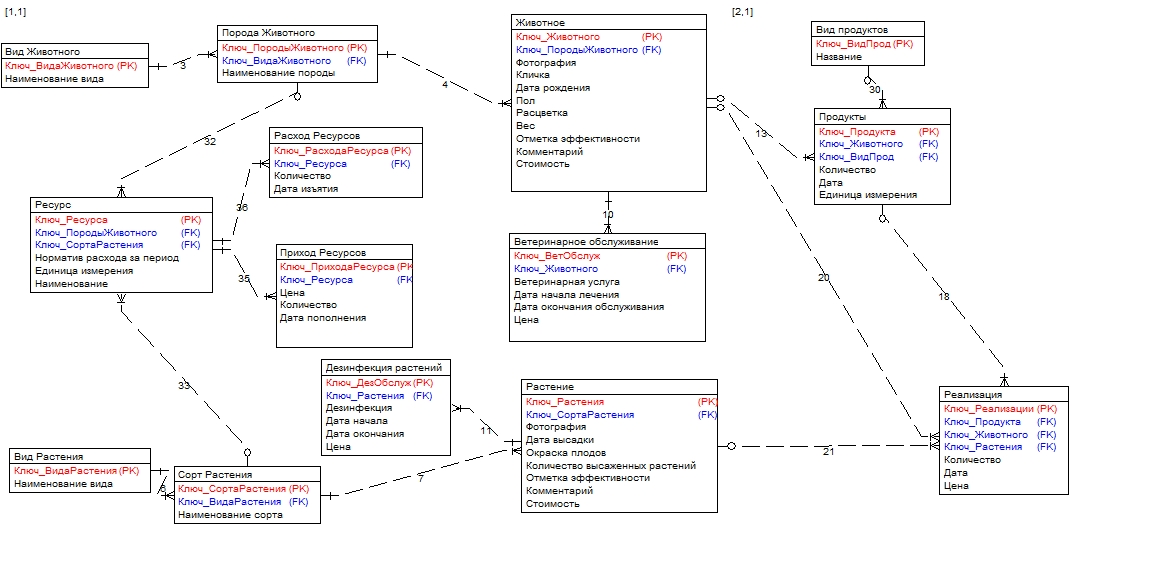 [1,1]
[2,1]
Вид Животного
Ключ_ВидаЖивотного (PK)
Наименование вида
3
Порода Животного
Ключ_ПородыЖивотного (PK)
Ключ_ВидаЖивотного (FK)
Наименование породы
4
Животное
Ключ_Животного (PK)
Ключ_ПородыЖивотного (FK)
Фотография
Кличка
Дата рождения
Пол
Расцветка
Вес
Отметка эффективности
Комментарий
Стоимость
Вид продуктов
Ключ_ВидПрод (PK)
Название
30
Продукты
Ключ_Продукта (PK)
Ключ_Животного (FK)
Ключ_ВидПрод (FK)
Количество
Дата
Единица измерения
13
32
Расход Ресурсов
Ключ_РасходаРесурса (PK)
Ключ_Ресурса (FK)
Количество
Дата изъятия
36
Ресурс
Ключ_Ресурса (PK)
Ключ_ПородыЖивотного (FK)
Ключ_СортаРастения (FK)
Норматив расхода за период
Единица измерения
Наименование
35
Приход Ресурсов
Ключ_ПриходаРесурса (PK
Ключ_Ресурса (FK
Цена
Количество
Дата пополнения
10
Ветеринарное обслуживание
Ключ_ВетОбслуж (PK)
Ключ_Животного (FK)
Ветеринарная услуга
Дата начала лечения
Дата окончания обслуживания
Цена
20
18
33
Дезинфекция растений
Ключ_ДезОбслуж (PK)
Ключ_Растения (FK)
Дезинфекция
Дата начала
Дата окончания
Цена
11
Растение
Ключ_Растения (PK)
Ключ_СортаРастения (FK)
Фотография
Дата высадки
Окраска плодов
Количество высаженных растений
Отметка эффективности
Комментарий
Стоимость
21
Реализация
Ключ_Реализации (PK)
Ключ_Продукта (FK)
Ключ_Животного (FK)
Ключ_Растения (FK)
Количество
Дата
Цена
Вид Растения
Ключ_ВидаРастения (PK)
Наименование вида
Сорт Растения
Ключ_СортаРастения (PK)
Ключ_ВидаРастения (FK)
Наименование сорта
7